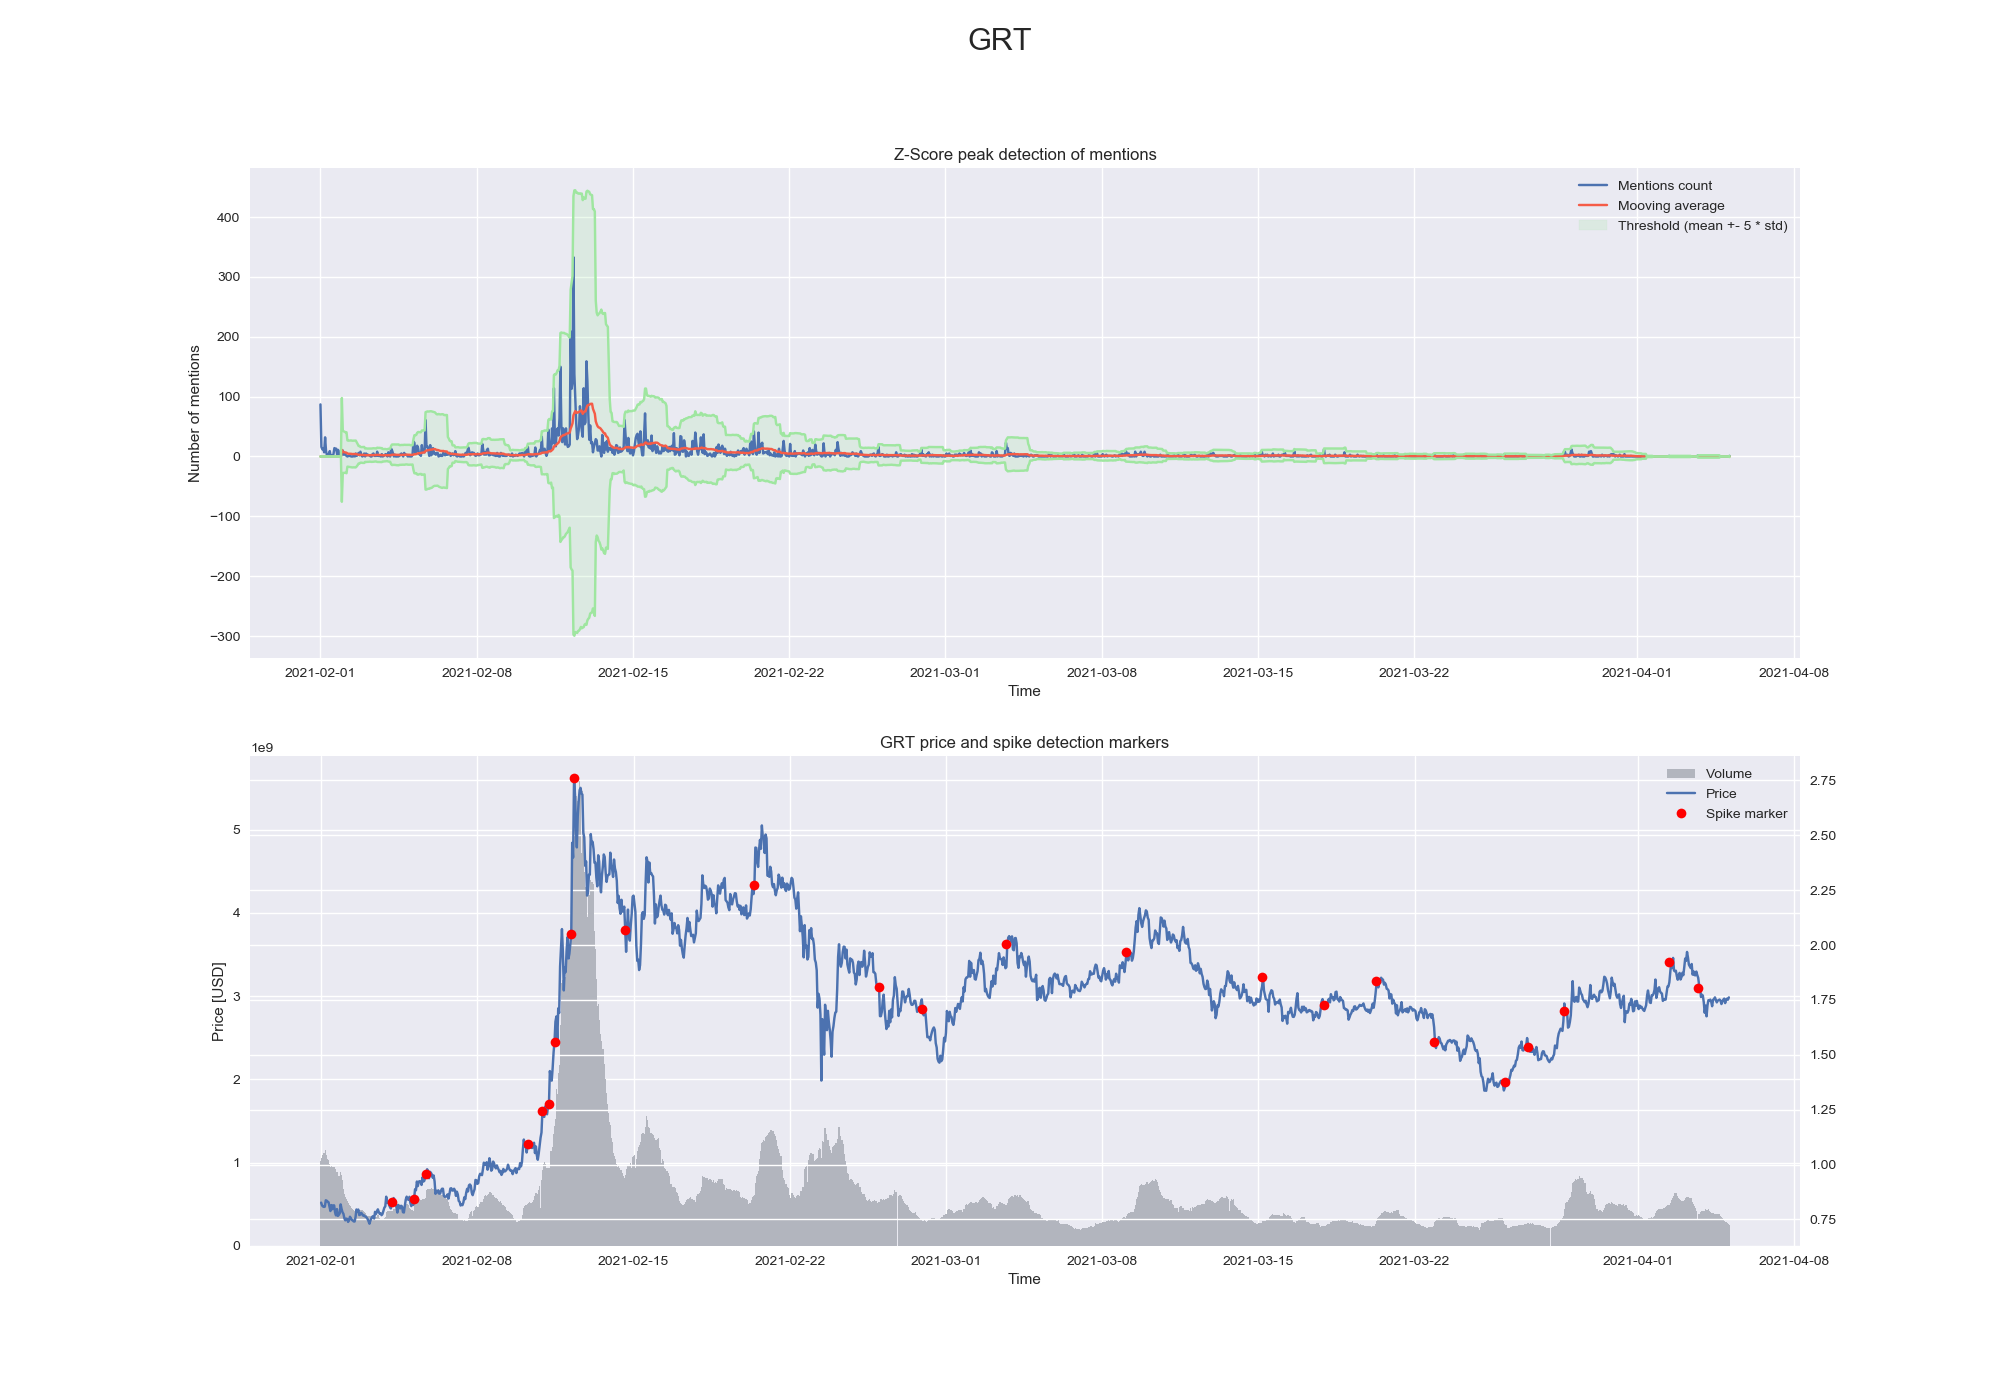 GRT
Z-Score peak detection of mentions
Mentions count
Mooving average
Threshold (mean +- 5 * std)
Number of mentions
400
300
200
100
0
−100
−200
−300
2021-02-01 2021-02-08 2021-02-15 2021-02-22 2021-03-01 2021-03-08 2021-03-15 2021-03-22 2021-04-01 2021-04-08
Time
GRT price and spike detection markers
1e9
Volume
Price
Spike marker
Price [USD]
5
4
3
2
1
0
2.75
2.50
2.25
2.00
1.75
1.50
1.25
1.00
0.75
2021-02-01 2021-02-08 2021-02-15 2021-02-22 2021-03-01 2021-03-08 2021-03-15 2021-03-22 2021-04-01 2021-04-08
Time